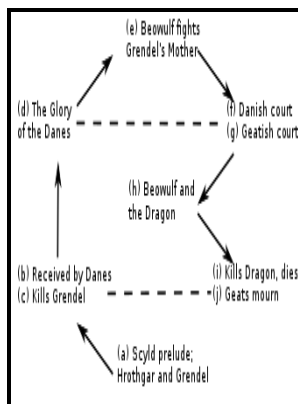 (e) Beowulf fights
Grendel's Mother
(d) The Glory
of the Danes
(f) Danish court
(g) Geatish court
(h) Beowulf and
the Dragon
(b) Received by Danes
(c) Kills Grendel
(i) Kills Dragon, dies
(j) Geats mourn
(a) Scyld prelude;
Hrothgar and Grendel